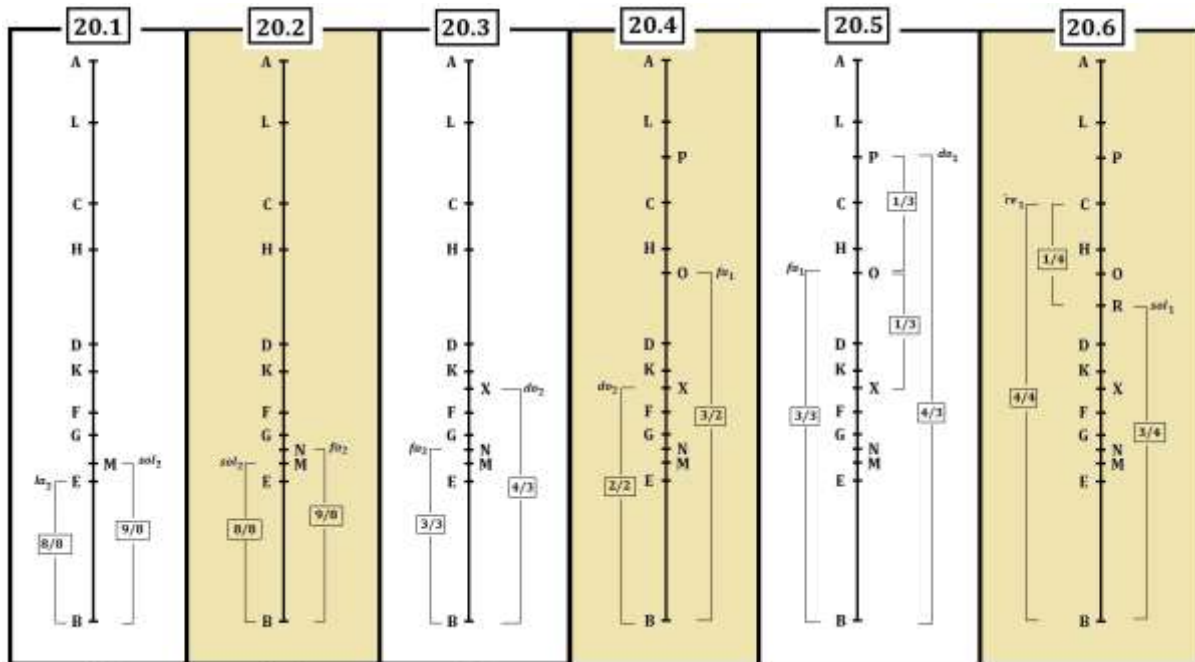 20.1
A
L
C
H
D
K
F
G
M sol₂
la₂ E
8/8 9/8
B
20.2
A
L
C
H
D
K
F
G
N fa₂
sol₂ M
E
8/8 9/8
B
20.3
A
L
C
H
D
K
X do₂
F
G
fa₂ N
M
E
3/3 4/3
B
20.4
A
L
P
C
H
O fa₁
D
K
do₂ X
F
3/2
G
N
M
E
2/2
B
20.5
A
L
P do₁
C 1/3
H
fa₁ O
1/3
D
K
X
3/3 F 4/3
G
N
M
E
B
20.6
A
L
P
re₁ C
H
1/4
O
R sol₁
D
K
X
4/4
F
G 3/4
N
M
E
B